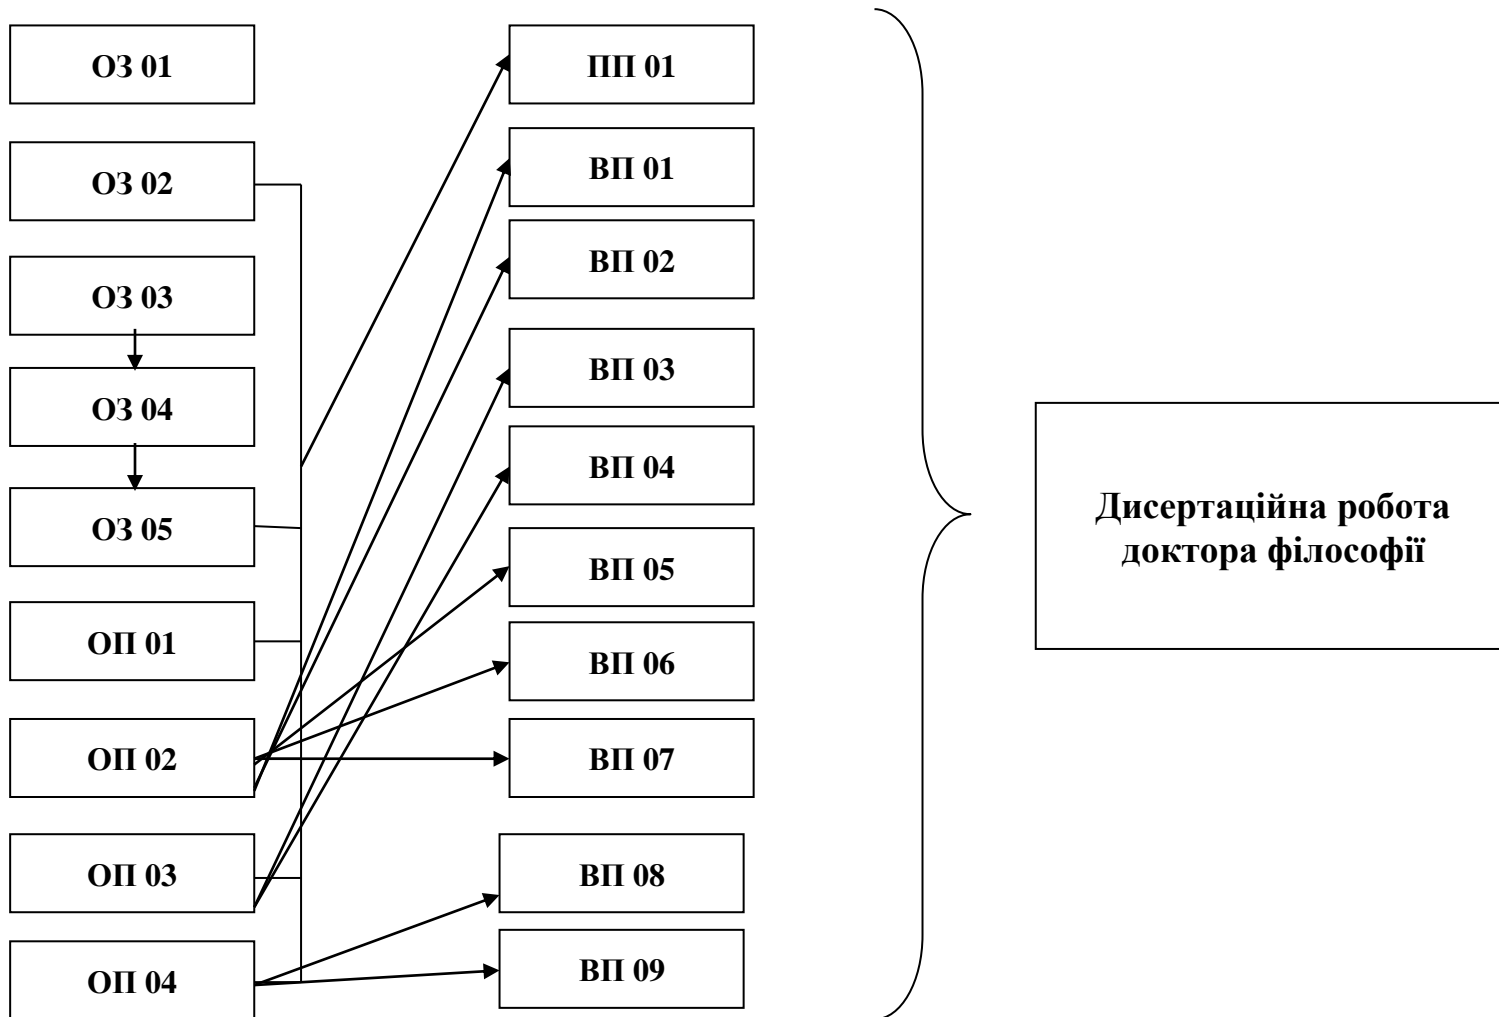 ОЗ 01
ОЗ 02
ОЗ 03
ОЗ 04
ОЗ 05
ОП 01
ОП 02
ОП 03
ОП 04
ПП 01
ВП 01
ВП 02
ВП 03
ВП 04
ВП 05
ВП 06
ВП 07
ВП 08
ВП 09
Дисертаційна робота
доктора філософії